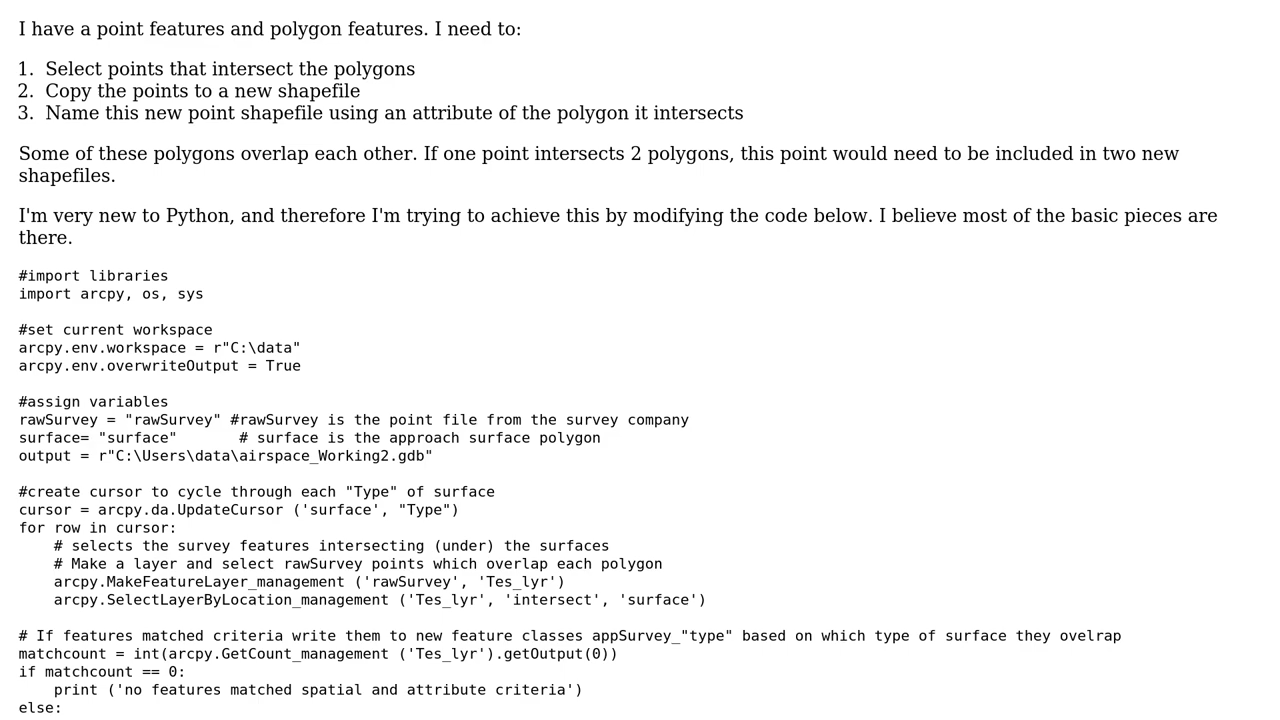 I have a point features and polygon features. I need to:
1. Select points that intersect the polygons
2. Copy the points to a new shapefile
3. Name this new point shapefile using an attribute of the polygon it intersects
Some of these polygons overlap each other. If one point intersects 2 polygons, this point would need to be included in two new
shapefiles.
I'm very new to Python, and therefore I'm trying to achieve this by modifying the code below. I believe most of the basic pieces are
there.
#import libraries
import arcpy, os, sys
#set current workspace
arcpy.env.workspace = r"C:\data"
arcpy.env.overwriteOutput = True
#assign variables
rawSurvey = "rawSurvey" #rawSurvey is the point file from the survey company
surface= "surface"       # surface is the approach surface polygon
output = r"C:\Users\data\airspace_Working2.gdb"
#create cursor to cycle through each "Type" of surface
cursor = arcpy.da.UpdateCursor ('surface', "Type")
for row in cursor:
    # selects the survey features intersecting (under) the surfaces
    # Make a layer and select rawSurvey points which overlap each polygon
    arcpy.MakeFeatureLayer_management ('rawSurvey', 'Tes_lyr')
    arcpy.SelectLayerByLocation_management ('Tes_lyr', 'intersect', 'surface')
# If features matched criteria write them to new feature classes appSurvey_"type" based on which type of surface they ovelrap
matchcount = int(arcpy.GetCount_management ('Tes_lyr').getOutput(0))
if matchcount == 0:
    print ('no features matched spatial and attribute criteria')
else: